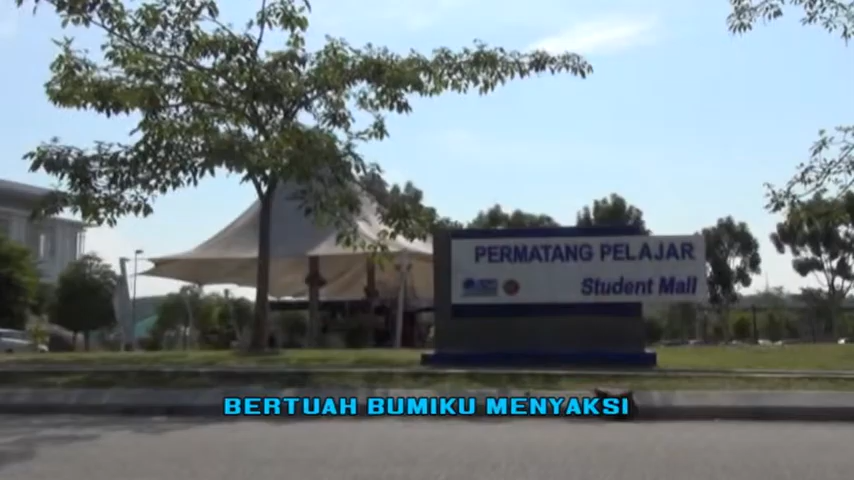 PERMATANG PELAJAR
Student Mall
BERTUAH BUMIKU MENYAKSI